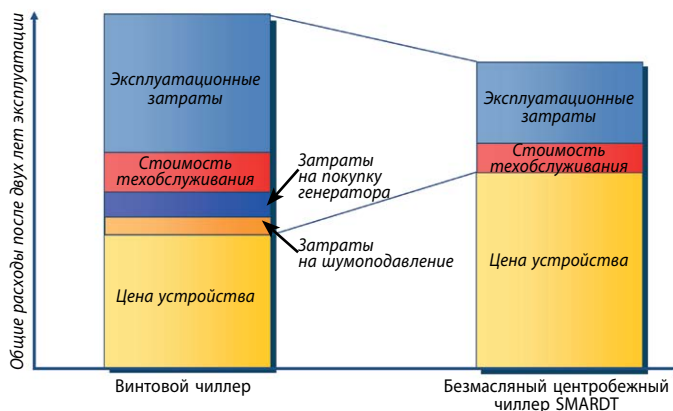 Общие расходы после двух лет эксплуатации
Эксплуатационные
затраты
Стоимость
техобслуживания
Затраты
на покупку
генератора
Затраты
на шумоподавление
Цена устройства
Винтовой чиллер
Эксплуатационные
затраты
Стоимость
техобслуживания
Цена устройства
Безмасляный центробежный
чиллер SMARDT